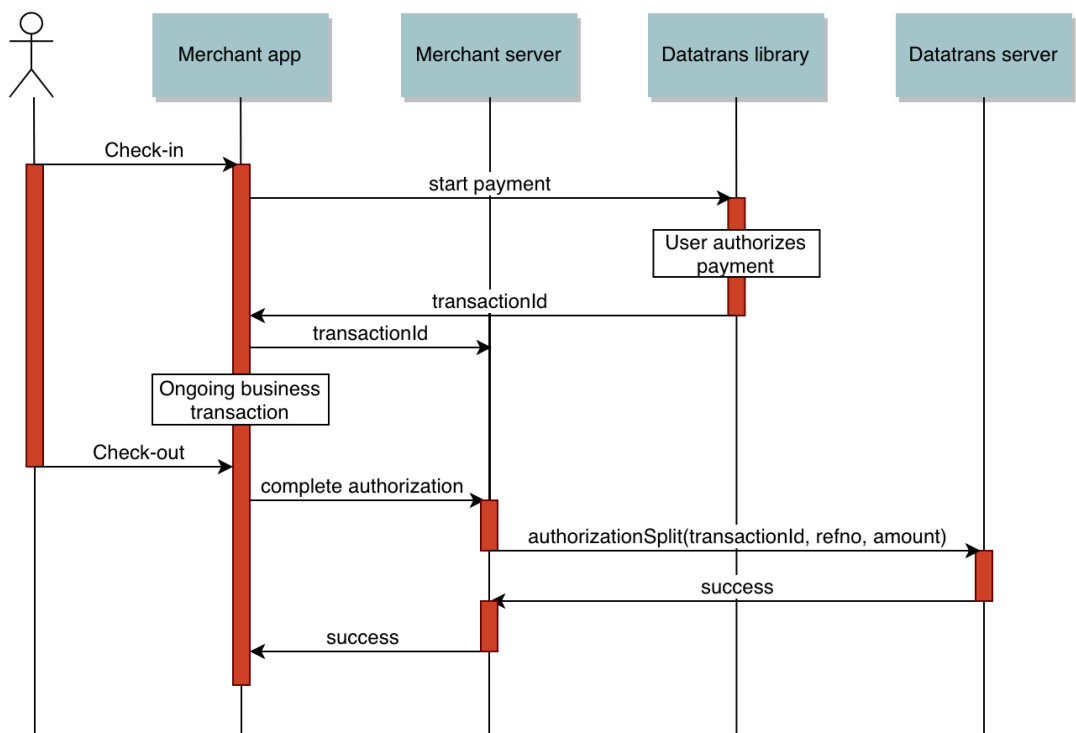 Merchant app
Merchant server
Datatrans library
Datatrans server
Check-in
start payment
User authorizes
payment
transactionId
transactionId
Ongoing business
transaction
Check-out
complete authorization
authorizationSplit(transactionId, refno, amount)
success
success